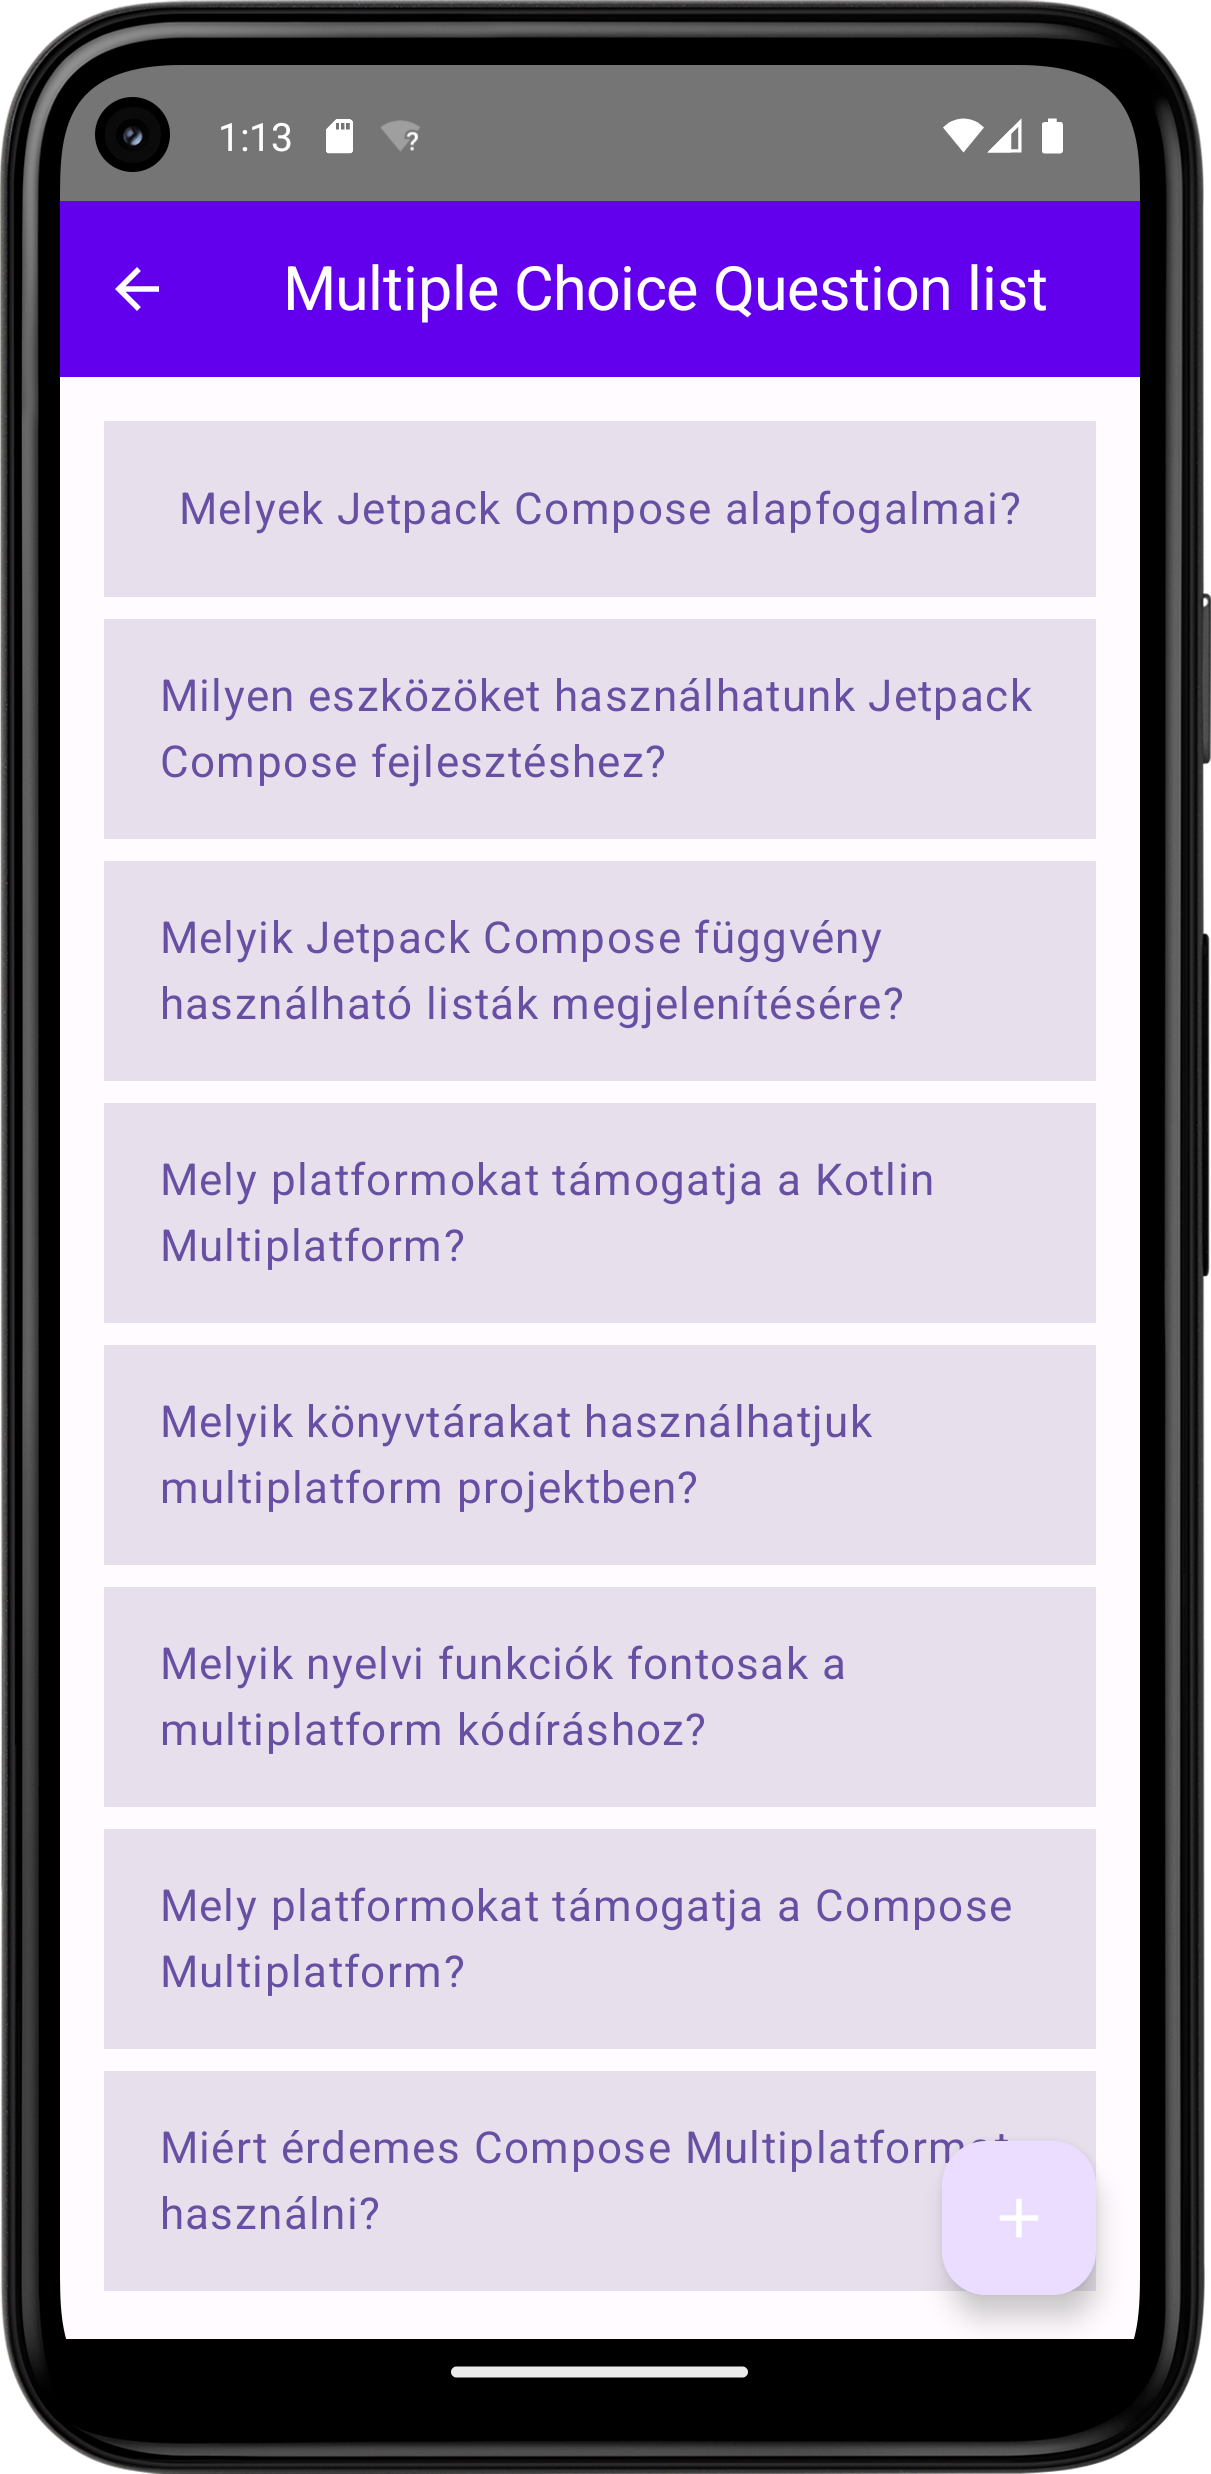 1:13
Multiple Choice Question list
Melyek Jetpack Compose alapfogalmai?
Milyen eszközöket használhatunk Jetpack
Compose fejlesztéshez?
Melyik Jetpack Compose függvény
használható listák megjelenítésére?
Mely platformokat támogatja a Kotlin
Multiplatform?
Melyik könyvtárakat használhatjuk
multiplatform projektben?
Melyik nyelvi funkciók fontosak a
multiplatform kódíráshoz?
Mely platformokat támogatja a Compose
Multiplatform?
Miért érdemes Compose Multiplatformot
használni?